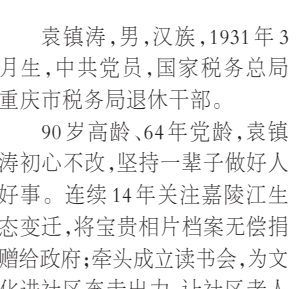 袁镇涛,男,汉族,1931年3
月生,中共党员,国家税务总局
重庆市税务局退休干部。
90岁高龄、64年党龄,袁镇
涛初心不改,坚持一辈子做好人
好事。连续14年关注嘉陵江生
态变迁,将宝贵相片档案无偿捐
赠给政府;牵头成立读书会,为文
化进社区奔走出力,让社区老人